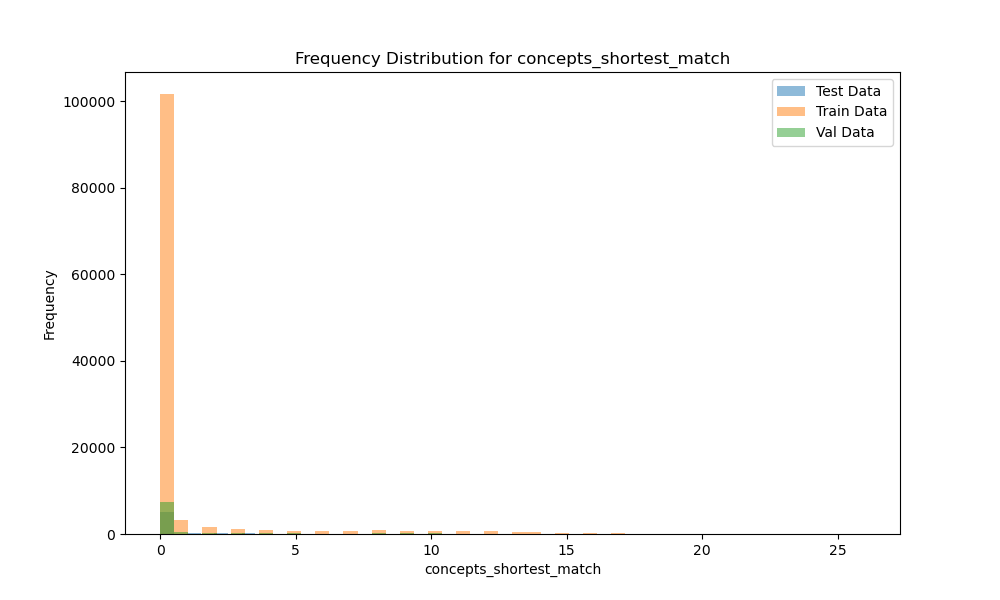 Frequency Distribution for concepts_shortest_match
Test Data
Train Data
Val Data
100000
80000
60000
40000
20000
0
Frequency
0 5 10 15 20 25
concepts_shortest_match